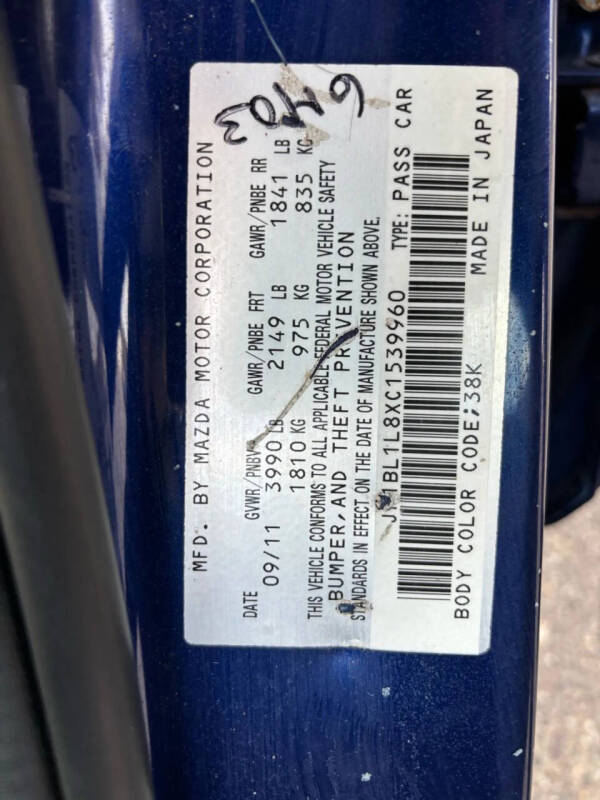 MFD. BY MAZDA MOTOR CORPORATION
DATE GVWR/PNBV GAWR/PNBE FRT GAWR/PNBE RR
09/11 3990 LB 2149 LB 1841 LB
1810 KG 975 KG 835 KG
THIS VEHICLE CONFORMS TO ALL APPLICABLE FEDERAL MOTOR VEHICLE SAFETY
BUMPER, AND THEFT PREVENTION
STANDARDS IN EFFECT ON THE DATE OF MANUFACTURE SHOWN ABOVE.
JM1BL1L8XC1539960 TYPE: PASS CAR
BODY COLOR CODE;38K
MADE IN JAPAN